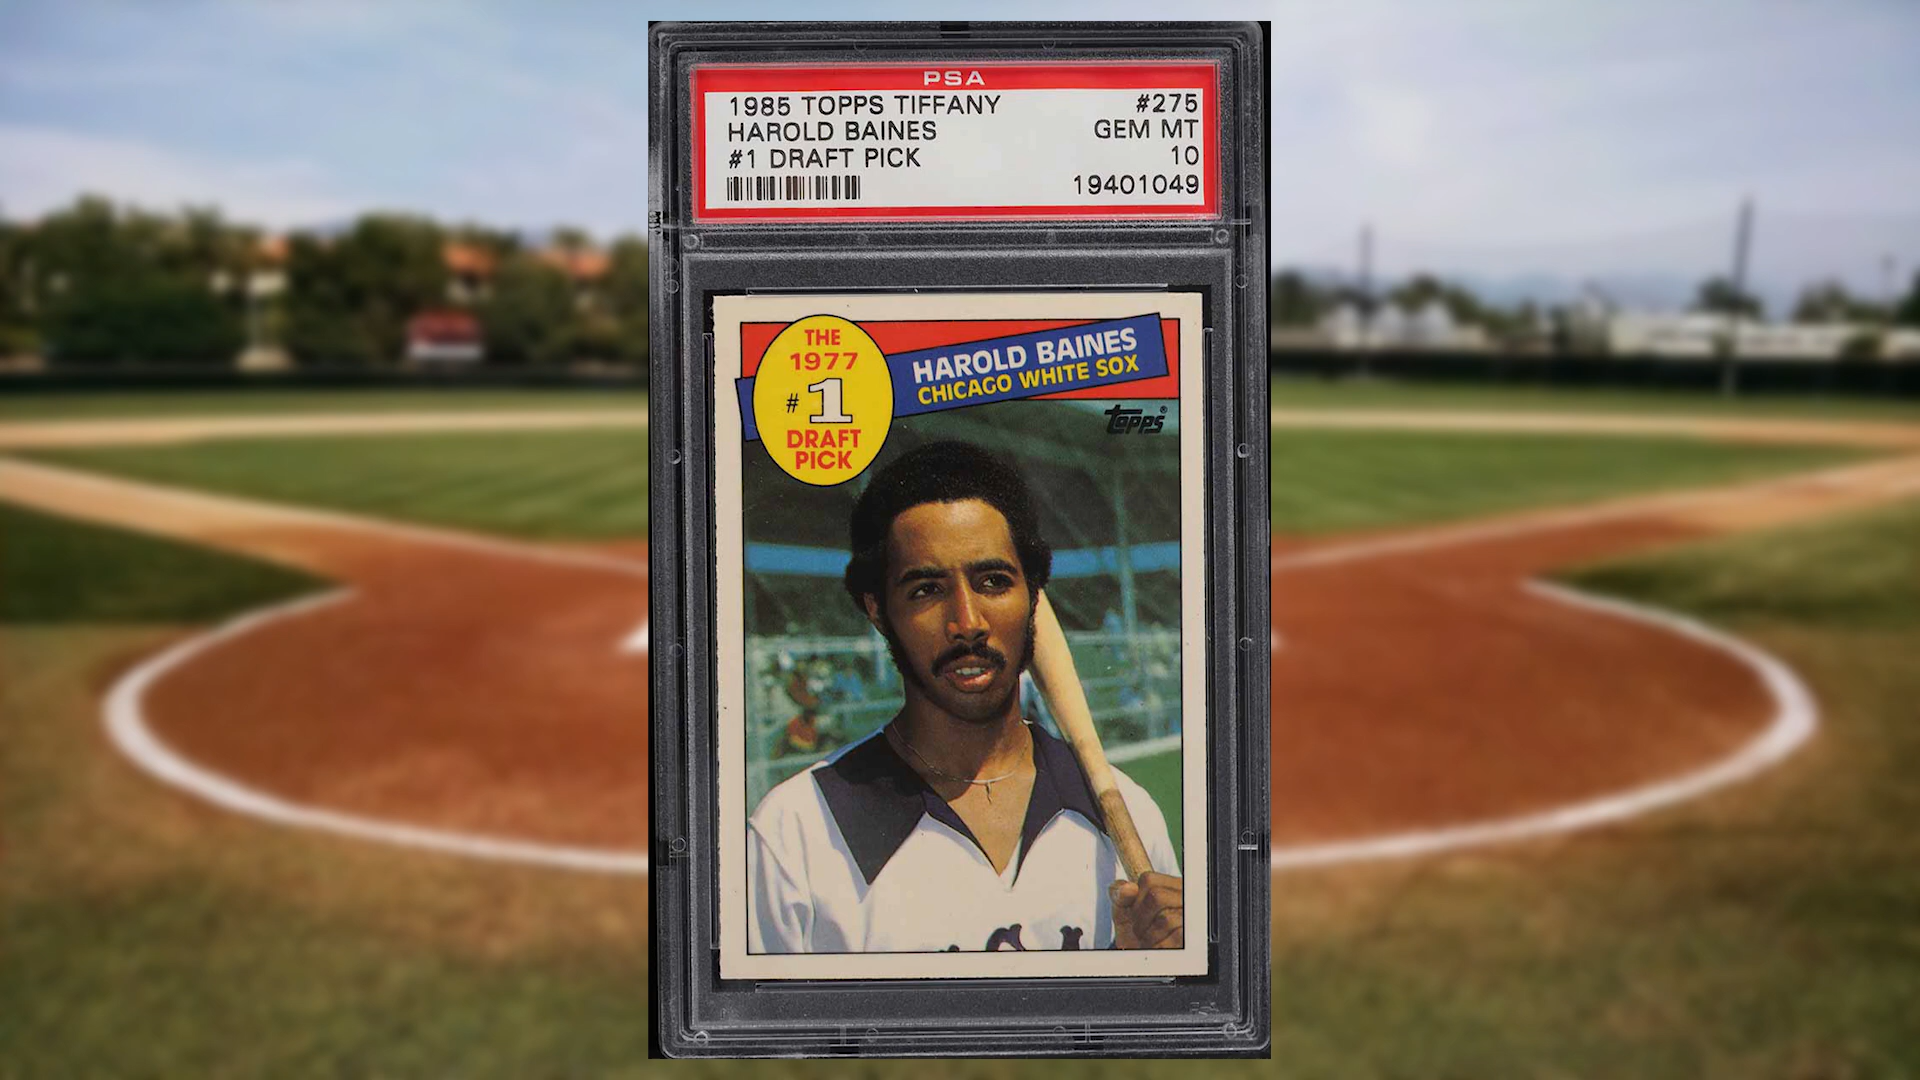 PSA
1985 TOPPS TIFFANY #275
HAROLD BAINES GEM MT
#1 DRAFT PICK 10
19401049
THE
1977
#1
DRAFT
PICK
HAROLD BAINES
CHICAGO WHITE SOX
Topps®